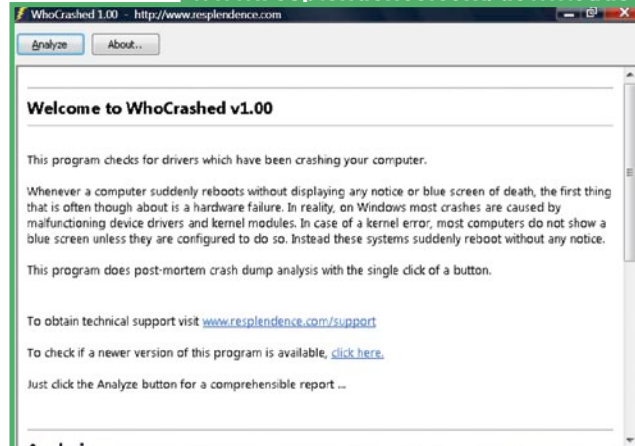 WhoCrashed 1.00 - http://www.resplendence.com
Analyze
About..
Welcome to WhoCrashed v1.00
This program checks for drivers which have been crashing your computer.
Whenever a computer suddenly reboots without displaying any notice or blue screen of death, the first thing
that is often though about is a hardware failure. In reality, on Windows most crashes are caused by
malfunctioning device drivers and kernel modules. In case of a kernel error, most computers do not show a
blue screen unless they are configured to do so. Instead these systems suddenly reboot without any notice.
This program does post-mortem crash dump analysis with the single click of a button.
To obtain technical support visit www.resplendence.com/support
To check if a newer version of this program is available, click here.
Just click the Analyze button for a comprehensible report ...